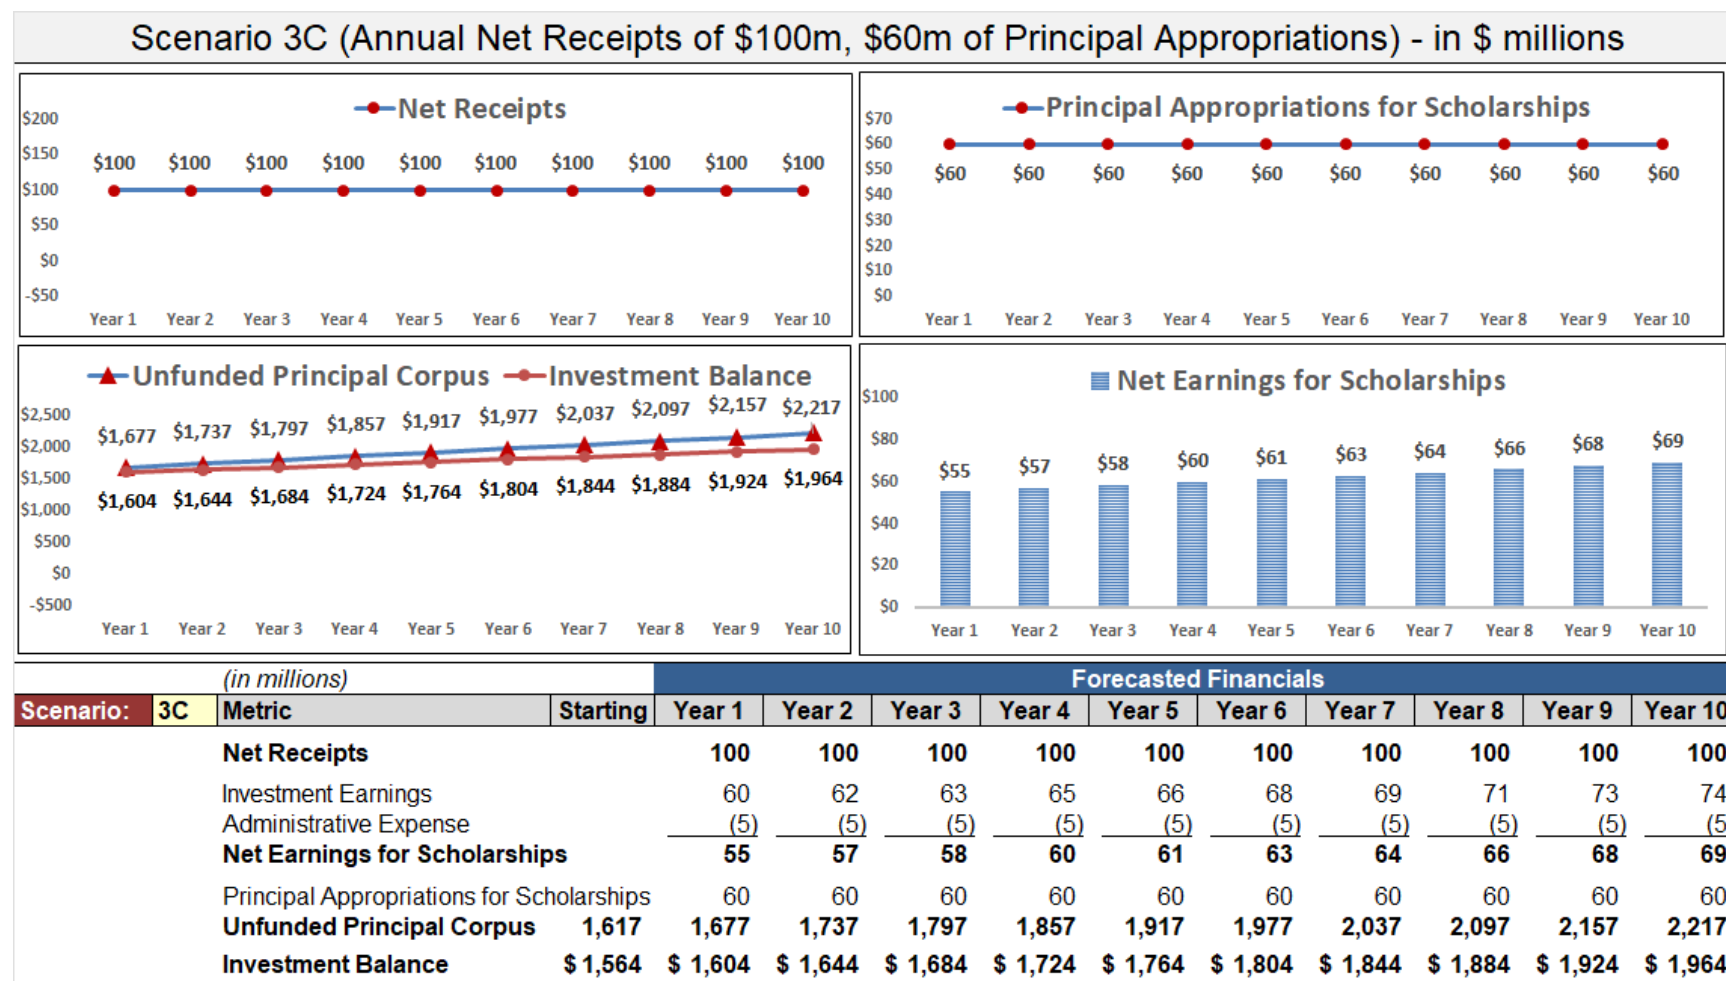 Scenario 3C (Annual Net Receipts of $100m, $60m of Principal Appropriations) - in $ millions
Net Receipts
$200
$150
$100
$50
$0
-$50
$100 $100 $100 $100 $100 $100 $100 $100 $100 $100
Year 1 Year 2 Year 3 Year 4 Year 5 Year 6 Year 7 Year 8 Year 9 Year 10
Principal Appropriations for Scholarships
$70
$60
$50
$40
$30
$20
$10
$0
$60 $60 $60 $60 $60 $60 $60 $60 $60 $60
Year 1 Year 2 Year 3 Year 4 Year 5 Year 6 Year 7 Year 8 Year 9 Year 10
Unfunded Principal Corpus Investment Balance
$2,500
$2,000
$1,500
$1,000
$500
$0
-$500
$1,677 $1,737 $1,797 $1,857 $1,917 $1,977 $2,037 $2,097 $2,157 $2,217
$1,604 $1,644 $1,684 $1,724 $1,764 $1,804 $1,844 $1,884 $1,924 $1,964
Year 1 Year 2 Year 3 Year 4 Year 5 Year 6 Year 7 Year 8 Year 9 Year 10
Net Earnings for Scholarships
$100
$80
$60
$40
$20
$0
$55 $57 $58 $60 $61 $63 $64 $66 $68 $69
Year 1 Year 2 Year 3 Year 4 Year 5 Year 6 Year 7 Year 8 Year 9 Year 10
(in millions) Forecasted Financials
Scenario: 3C Metric Starting Year 1 Year 2 Year 3 Year 4 Year 5 Year 6 Year 7 Year 8 Year 9 Year 10
Net Receipts 100 100 100 100 100 100 100 100 100 100
Investment Earnings 60 62 63 65 66 68 69 71 73 74
Administrative Expense (5) (5) (5) (5) (5) (5) (5) (5) (5) (5
Net Earnings for Scholarships 55 57 58 60 61 63 64 66 68 69
Principal Appropriations for Scholarships 60 60 60 60 60 60 60 60 60 60
Unfunded Principal Corpus 1,617 1,677 1,737 1,797 1,857 1,917 1,977 2,037 2,097 2,157 2,217
Investment Balance $ 1,564 $ 1,604 $ 1,644 $ 1,684 $ 1,724 $ 1,764 $ 1,804 $ 1,844 $ 1,884 $ 1,924 $ 1,964